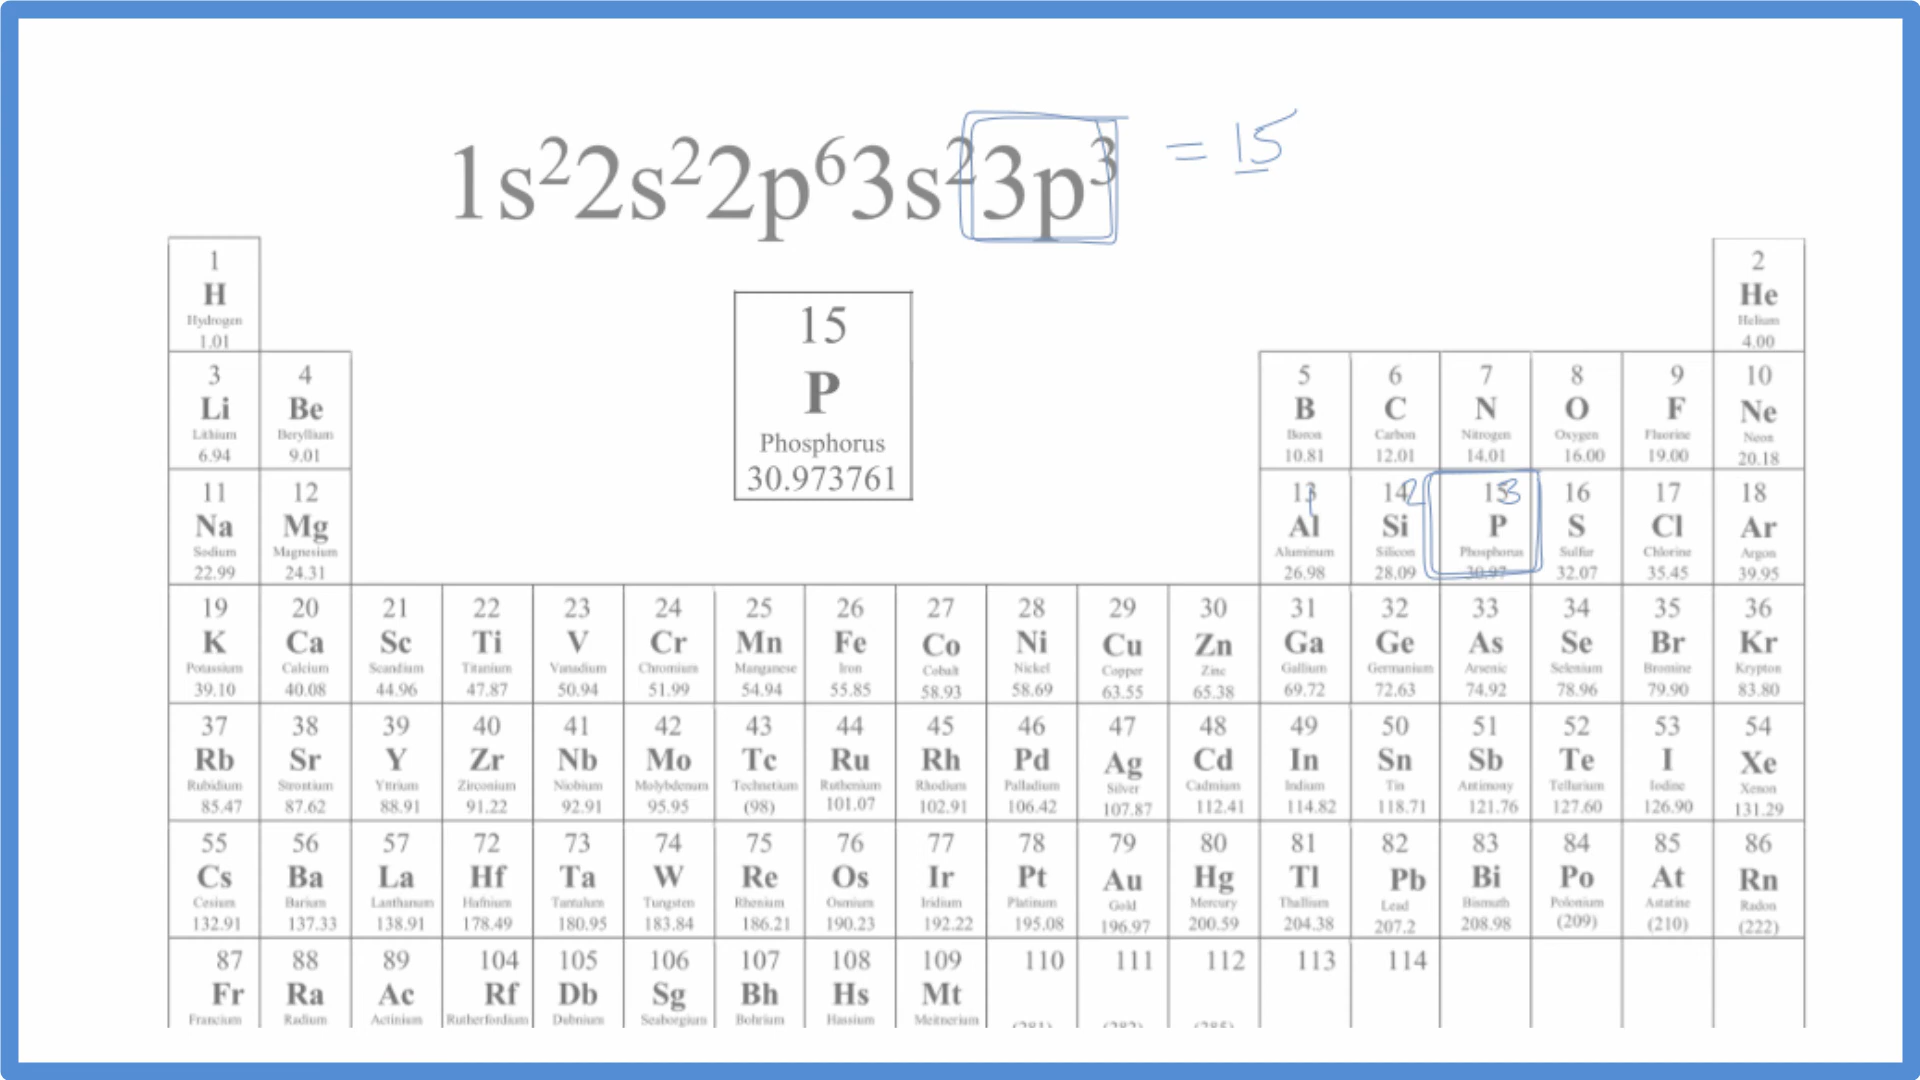 1s²2s²2p⁶3s²3p³ = 15
1 2
H He
Hydrogen Helium
1.01 4.00
15
P
Phosphorus
30.973761
3 4 5 6 7 8 9 10
Li Be B C N O F Ne
Lithium Beryllium Boron Carbon Nitrogen Oxygen Fluorine Neon
6.94 9.01 10.81 12.01 14.01 16.00 19.00 20.18
11 12 13 1 14 2 15 3 16 17 18
Na Mg Al Si P S Cl Ar
Sodium Magnesium Aluminum Silicon Phosphorus Sulfur Chlorine Argon
22.99 24.31 26.98 28.09 30.97 32.07 35.45 39.95
19 20 21 22 23 24 25 26 27 28 29 30 31 32 33 34 35 36
K Ca Sc Ti V Cr Mn Fe Co Ni Cu Zn Ga Ge As Se Br Kr
Potassium Calcium Scandium Titanium Vanadium Chromium Manganese Iron Cobalt Nickel Copper Zinc Gallium Germanium Arsenic Selenium Bromine Krypton
39.10 40.08 44.96 47.87 50.94 51.99 54.94 55.85 58.93 58.69 63.55 65.38 69.72 72.63 74.92 78.96 79.90 83.80
37 38 39 40 41 42 43 44 45 46 47 48 49 50 51 52 53 54
Rb Sr Y Zr Nb Mo Tc Ru Rh Pd Ag Cd In Sn Sb Te I Xe
Rubidium Strontium Yttrium Zirconium Niobium Molybdenum Technetium Ruthenium Rhodium Palladium Silver Cadmium Indium Tin Antimony Tellurium Iodine Xenon
85.47 87.62 88.91 91.22 92.91 95.95 (98) 101.07 102.91 106.42 107.87 112.41 114.82 118.71 121.76 127.60 126.90 131.29
55 56 57 72 73 74 75 76 77 78 79 80 81 82 83 84 85 86
Cs Ba La Hf Ta W Re Os Ir Pt Au Hg Tl Pb Bi Po At Rn
Cesium Barium Lanthanum Hafnium Tantalum Tungsten Rhenium Osmium Iridium Platinum Gold Mercury Thallium Lead Bismuth Polonium Astatine Radon
132.91 137.33 138.91 178.49 180.95 183.84 186.21 190.23 192.22 195.08 196.97 200.59 204.38 207.2 208.98 (209) (210) (222)
87 88 89 104 105 106 107 108 109 110 111 112 113 114
Fr Ra Ac Rf Db Sg Bh Hs Mt
Francium Radium Actinium Rutherfordium Dubnium Seaborgium Bohrium Hassium Meitnerium